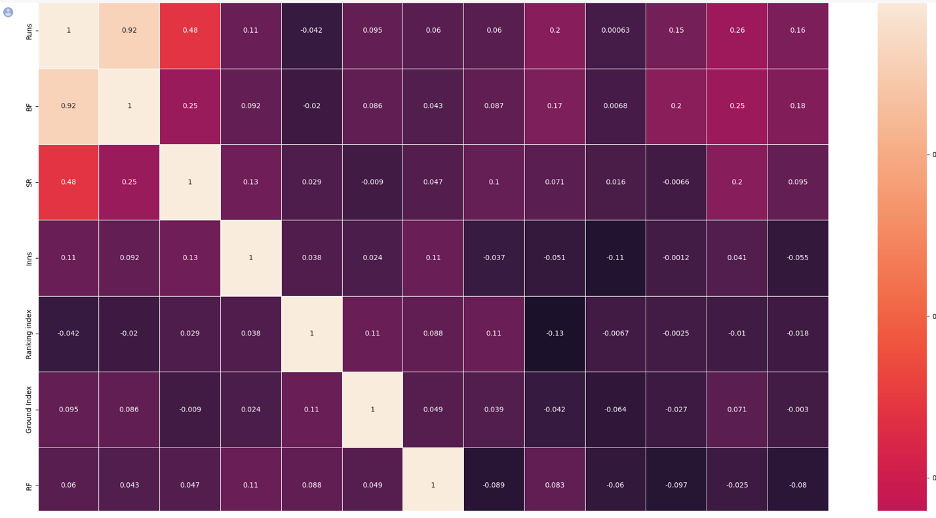 Runs 1 0.92 0.48 0.11 -0.042 0.095 0.06 0.06 0.2 0.00063 0.15 0.26 0.16
BF 0.92 1 0.25 0.092 -0.02 0.086 0.043 0.087 0.17 0.0068 0.2 0.25 0.18
SR 0.48 0.25 1 0.13 0.029 -0.009 0.047 0.1 0.071 0.016 -0.0066 0.2 0.095
Inns 0.11 0.092 0.13 1 0.038 0.024 0.11 -0.037 -0.051 -0.11 -0.0012 0.041 -0.055
Ranking index -0.042 -0.02 0.029 0.038 1 0.11 0.088 0.11 -0.13 -0.0067 -0.0025 -0.01 -0.018
Ground Index 0.095 0.086 -0.009 0.024 0.11 1 0.049 0.039 -0.042 -0.064 -0.027 0.071 -0.003
RF 0.06 0.043 0.047 0.11 0.088 0.049 1 -0.089 0.083 -0.06 -0.097 -0.025 -0.08